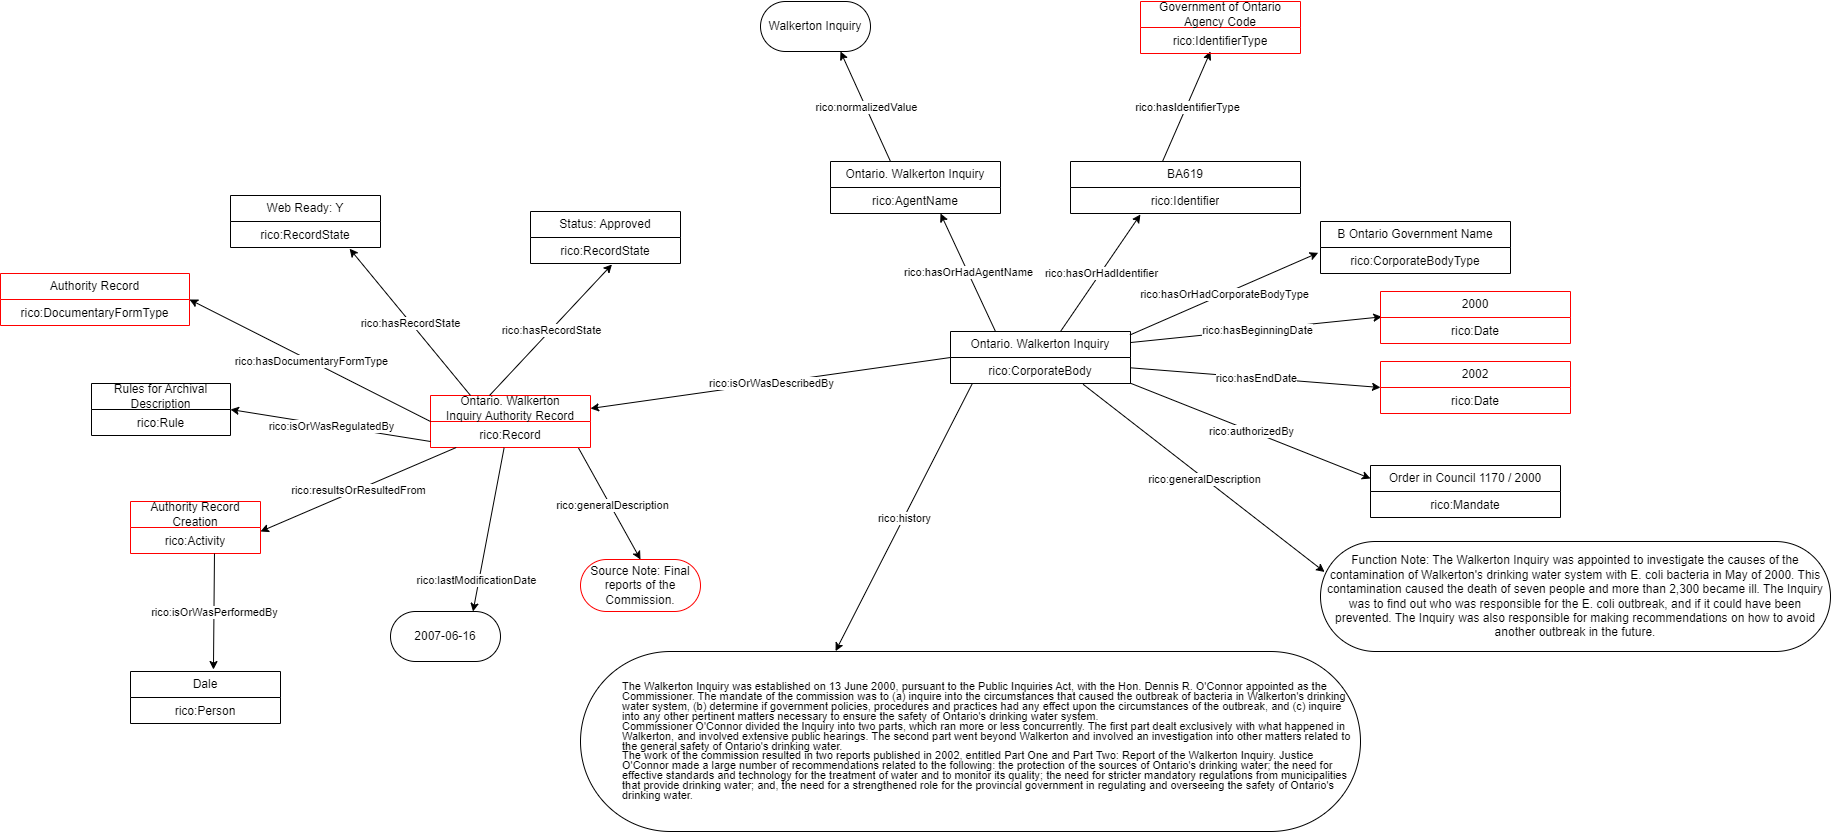 Walkerton Inquiry
Government of Ontario
Agency Code
rico:IdentifierType
rico:normalizedValue
rico:hasIdentifierType
Ontario. Walkerton Inquiry
rico:AgentName
BA619
rico:Identifier
Web Ready: Y
rico:RecordState
Status: Approved
rico:RecordState
B Ontario Government Name
rico:CorporateBodyType
rico:hasOrHadAgentName
rico:hasOrHadIdentifier
rico:hasOrHadCorporateBodyType
Authority Record
rico:DocumentaryFormType
2000
rico:Date
rico:hasRecordState
rico:hasRecordState
rico:hasBeginningDate
Ontario. Walkerton Inquiry
rico:CorporateBody
rico:hasDocumentaryFormType
rico:isOrWasDescribedBy
rico:hasEndDate
2002
rico:Date
Rules for Archival
Description
rico:Rule
rico:isOrWasRegulatedBy
Ontario. Walkerton
Inquiry Authority Record
rico:Record
rico:authorizedBy
rico:generalDescription
Order in Council 1170 / 2000
rico:Mandate
rico:resultsOrResultedFrom
rico:generalDescription
rico:history
Authority Record
Creation
rico:Activity
Source Note: Final
reports of the
Commission.
rico:lastModificationDate
rico:isOrWasPerformedBy
2007-06-16
Function Note: The Walkerton Inquiry was appointed to investigate the causes of the
contamination of Walkerton's drinking water system with E. coli bacteria in May of 2000. This
contamination caused the death of seven people and more than 2,300 became ill. The Inquiry
was to find out who was responsible for the E. coli outbreak, and if it could have been
prevented. The Inquiry was also responsible for making recommendations on how to avoid
another outbreak in the future.
Dale
rico:Person
The Walkerton Inquiry was established on 13 June 2000, pursuant to the Public Inquiries Act, with the Hon. Dennis R. O'Connor appointed as the
Commissioner. The mandate of the commission was to (a) inquire into the circumstances that caused the outbreak of bacteria in Walkerton's drinking
water system, (b) determine if government policies, procedures and practices had any effect upon the circumstances of the outbreak, and (c) inquire
into any other pertinent matters necessary to ensure the safety of Ontario's drinking water system.
Commissioner O'Connor divided the Inquiry into two parts, which ran more or less concurrently. The first part dealt exclusively with what happened in
Walkerton, and involved extensive public hearings. The second part went beyond Walkerton and involved an investigation into other matters related to
the general safety of Ontario's drinking water.
The work of the commission resulted in two reports published in 2002, entitled Part One and Part Two: Report of the Walkerton Inquiry. Justice
O'Connor made a large number of recommendations related to the following: the protection of the sources of Ontario's drinking water; the need for
effective standards and technology for the treatment of water and to monitor its quality; the need for stricter mandatory regulations from municipalities
that provide drinking water; and, the need for a strengthened role for the provincial government in regulating and overseeing the safety of Ontario's
drinking water.